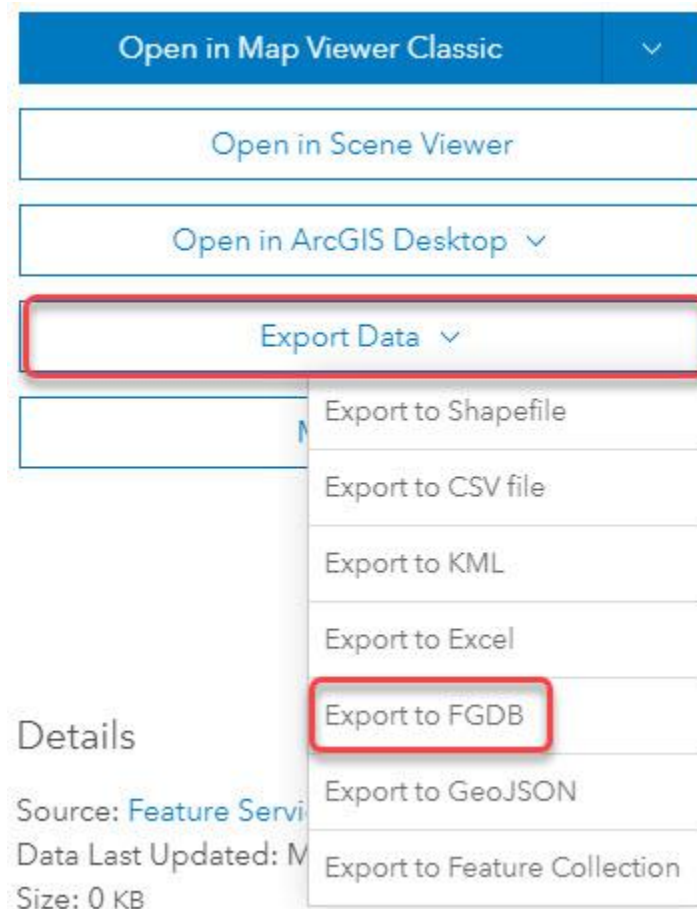 Open in Map Viewer Classic
Open in Scene Viewer
Open in ArcGIS Desktop
Export Data
Export to Shapefile
Export to CSV file
Export to KML
Export to Excel
Export to FGDB
Export to GeoJSON
Export to Feature Collection
Details
Source: Feature
Data Last Updated:
Size: 0 KB